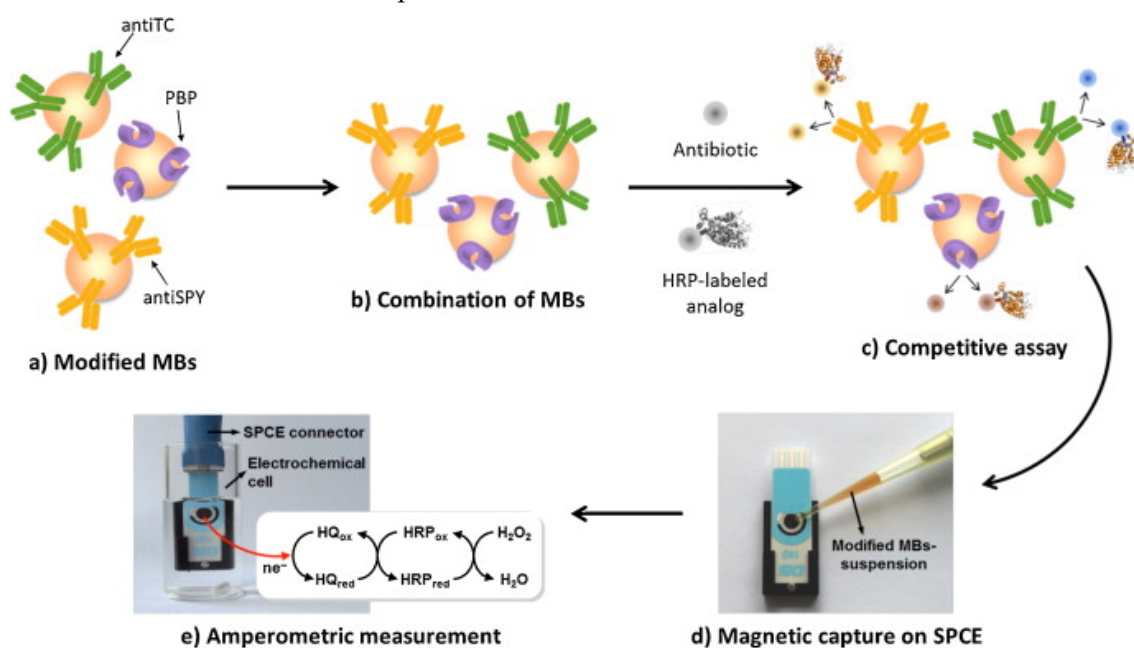 antiTC
PBP
antiSPY
a) Modified MBs
b) Combination of MBs
Antibiotic
HRP-labeled
analog
c) Competitive assay
SPCE connector
Electrochemical
cell
HQox
HRPox
H2O2
ne-
HQred
HRPred
H2O
e) Amperometric measurement
Modified MBs-
suspension
d) Magnetic capture on SPCE